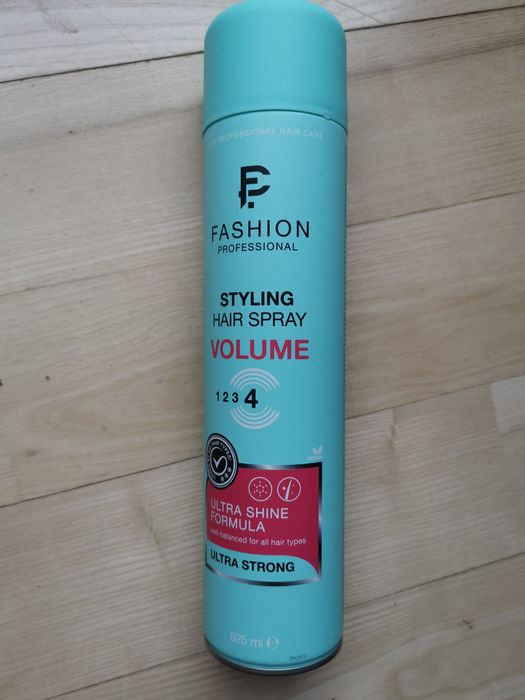 PROFESSIONAL HAIR CARE
FASHION
PROFESSIONAL
STYLING
HAIR SPRAY
VOLUME
1 2 3 4
VEGAN
ULTRA SHINE
FORMULA
well-balanced for all hair types
ULTRA STRONG
625 ml e